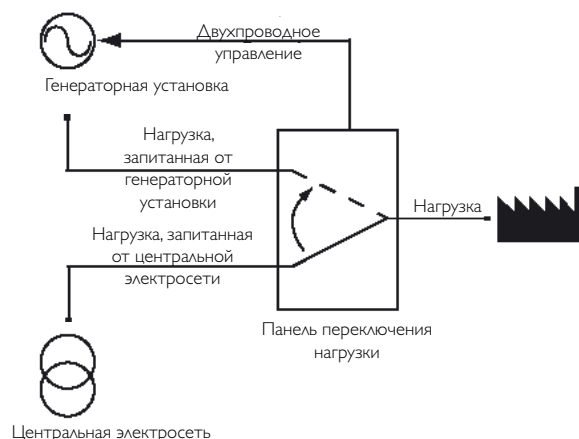 Двухпроводное
управление
Генераторная установка
Нагрузка,
запитанная от
генераторной
установки
Нагрузка
Нагрузка, запитанная
от центральной
электросети
Панель переключения
нагрузки
Центральная электросеть